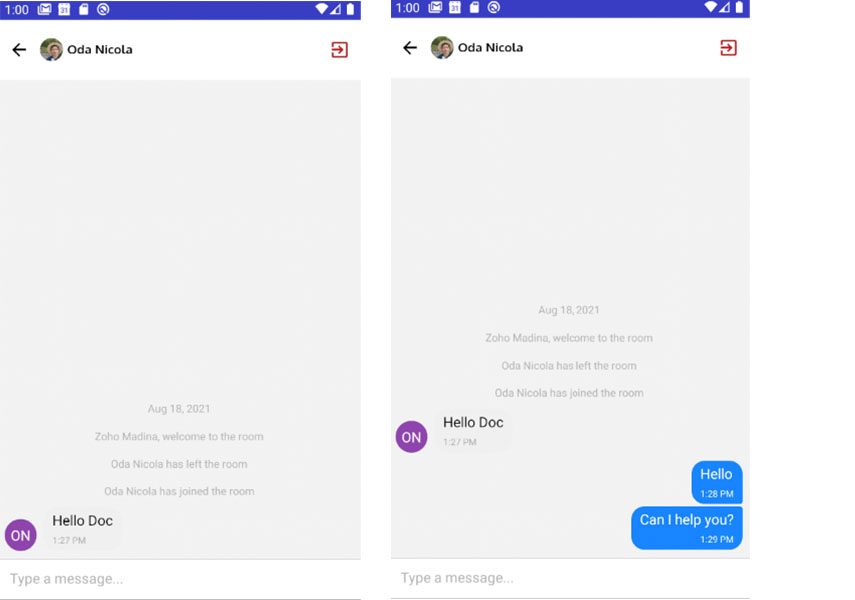 1:00
31
Oda Nicola
Aug 18, 2021
Zoho Madina, welcome to the room
Oda Nicola has left the room
Oda Nicola has joined the room
ON
Hello Doc
1:27 PM
Type a message...
1:00
31
Oda Nicola
Aug 18, 2021
Zoho Madina, welcome to the room
Oda Nicola has left the room
Oda Nicola has joined the room
ON
Hello Doc
1:27 PM
Hello
1:28 PM
Can I help you?
1:29 PM
Type a message...